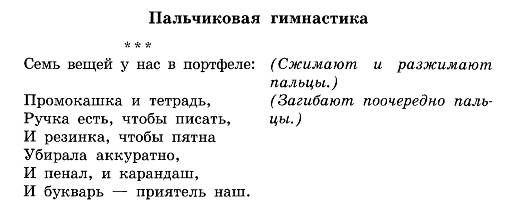 Пальчиковая гимнастика
***
Семь вещей у нас в портфеле: (Сжимают и разжимают
пальцы.)
Промокашка и тетрадь, (Загибают поочередно паль-
Ручка есть, чтобы писать, цы.)
И резинка, чтобы пятна
Убирала аккуратно,
И пенал, и карандаш,
И букварь — приятель наш.